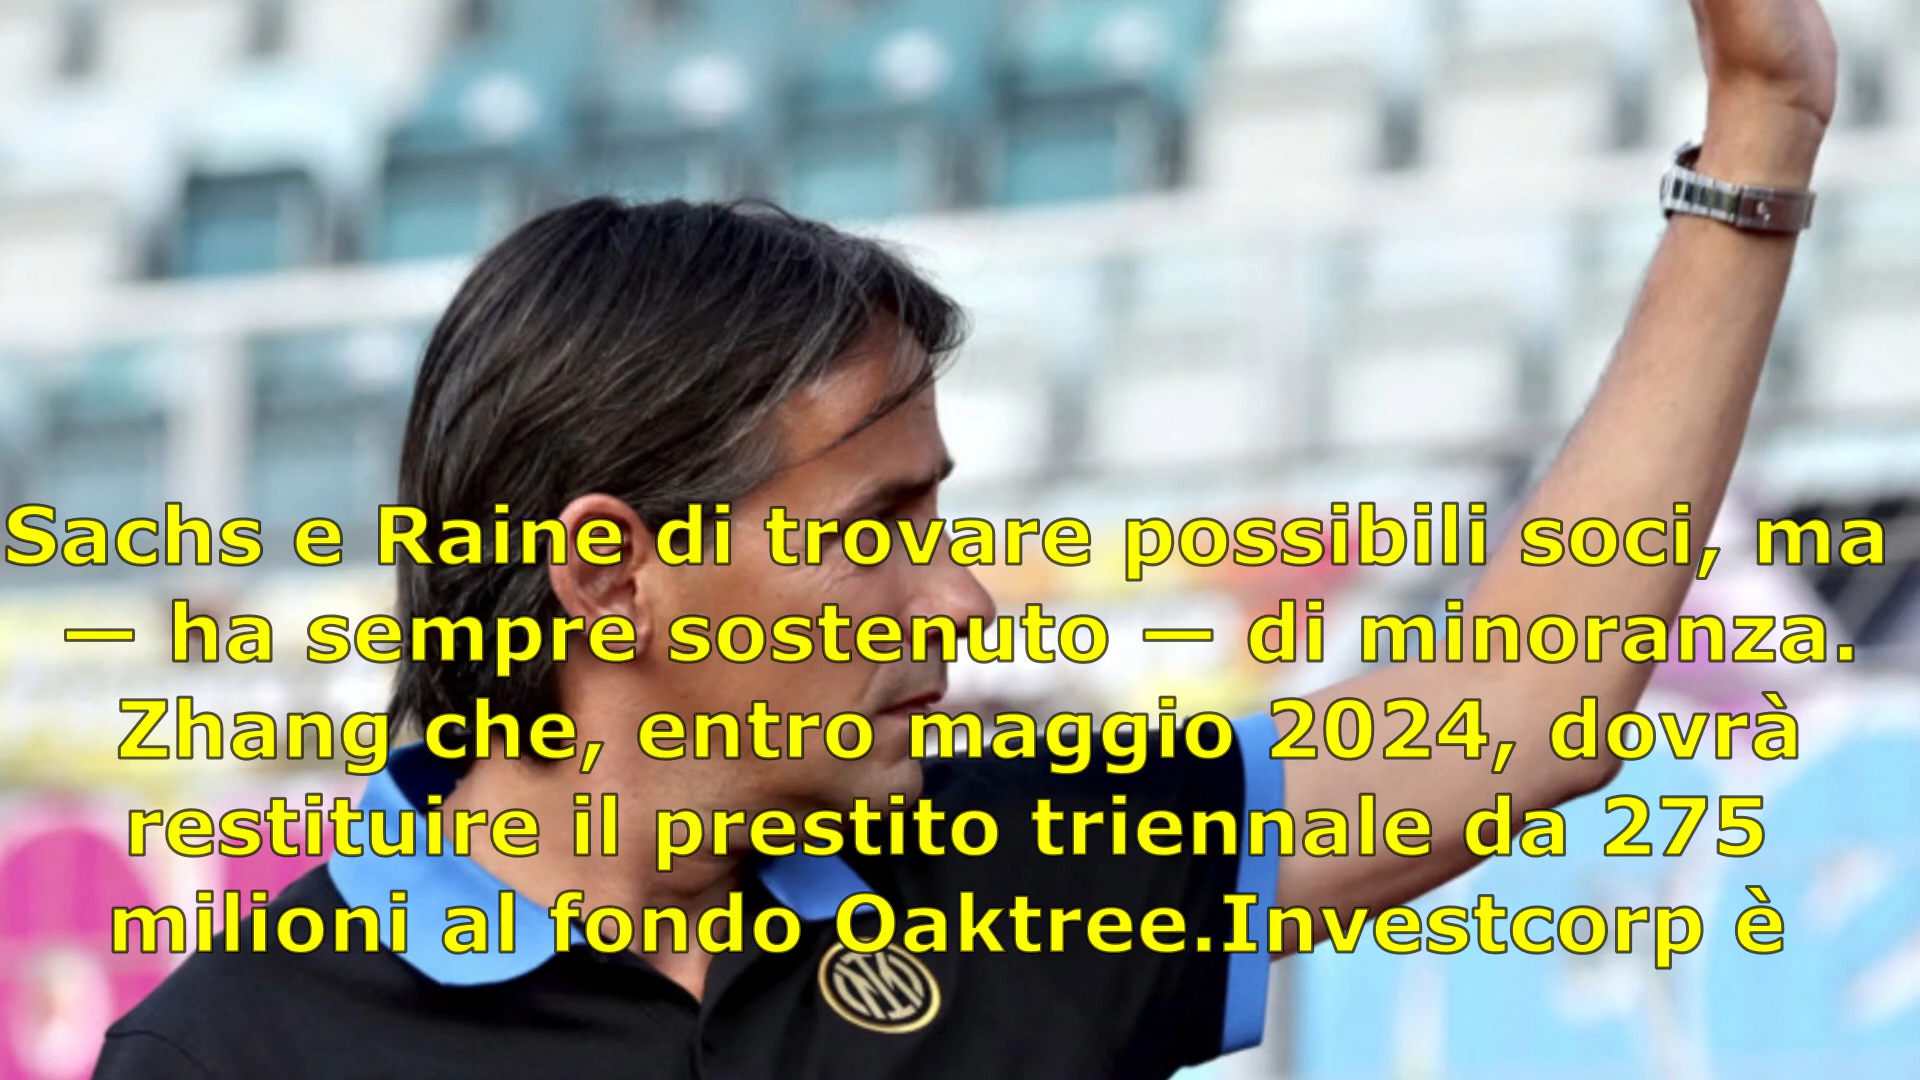 Sachs e Raine di trovare possibili soci, ma
— ha sempre sostenuto — di minoranza.
Zhang che, entro maggio 2024, dovrà
restituire il prestito triennale da 275
milioni al fondo Oaktree.Investcorp è